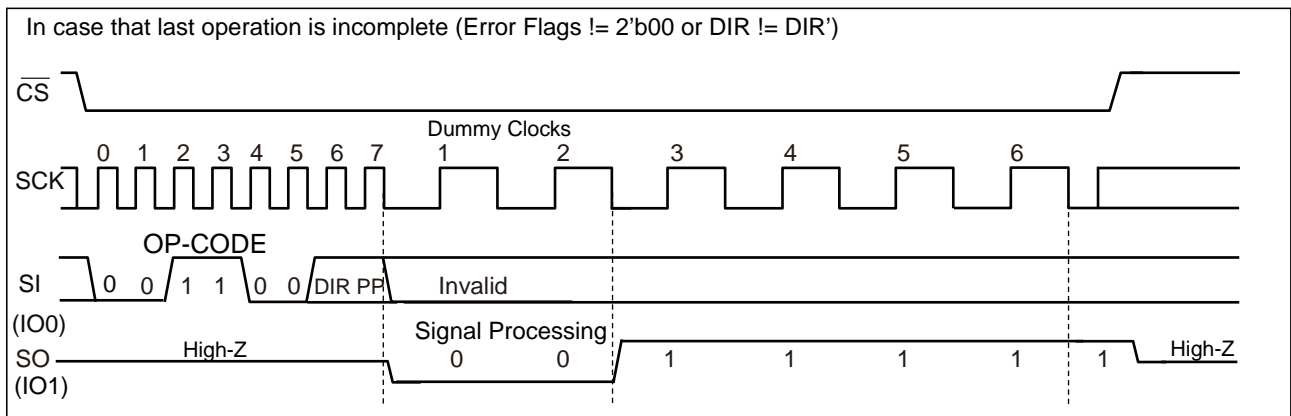 In case that last operation is incomplete (Error Flags != 2'b00 or DIR != DIR')
CS
Dummy Clocks
0 1 2 3 4 5 6 7 1 2 3 4 5 6
SCK
OP-CODE
SI 0 0 1 1 0 0 DIR PP Invalid
(IO0)
Signal Processing
SO High-Z 0 0 1 1 1 1 1 High-Z
(IO1)